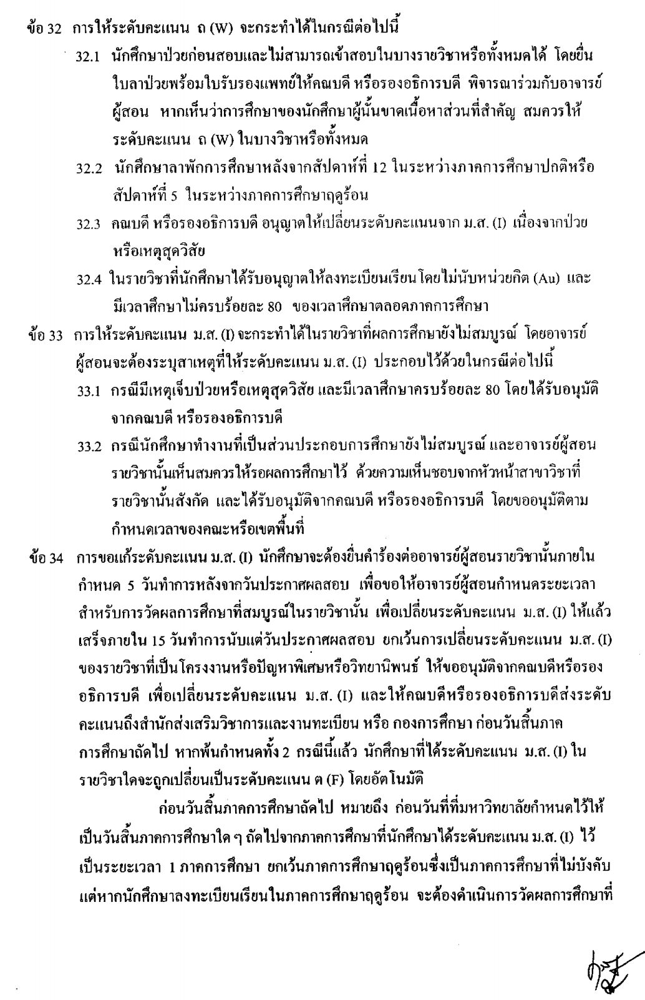 ข้อ 32 การให้ระดับคะแนน ถ (W) จะกระทำได้ในกรณีต่อไปนี้
32.1 นักศึกษาป่วยก่อนสอบและไม่สามารถเข้าสอบในบางรายวิชาหรือทั้งหมดได้ โดยยื่น
ใบลาป่วยพร้อมใบรับรองแพทย์ให้คณบดี หรือรองอธิการบดี พิจารณาร่วมกับอาจารย์
ผู้สอน หากเห็นว่าการศึกษาของนักศึกษาผู้นั้นขาดเนื้อหาส่วนที่สำคัญ สมควรให้
ระดับคะแนน ถ (W) ในบางวิชาหรือทั้งหมด
32.2 นักศึกษาลาพักการศึกษาหลังจากสัปดาห์ที่ 12 ในระหว่างภาคการศึกษาปกติหรือ
สัปดาห์ที่ 5 ในระหว่างภาคการศึกษาฤดูร้อน
32.3 คณบดี หรือรองอธิการบดี อนุญาตให้เปลี่ยนระดับคะแนนจาก ม.ส. (I) เนื่องจากป่วย
หรือเหตุสุดวิสัย
32.4 ในรายวิชาที่นักศึกษาได้รับอนุญาตให้ลงทะเบียนเรียนโดยไม่นับหน่วยกิต (Au) และ
มีเวลาศึกษาไม่ครบร้อยละ 80 ของเวลาศึกษาตลอดภาคการศึกษา
ข้อ 33 การให้ระดับคะแนน ม.ส. (I) จะกระทำได้ในรายวิชาที่ผลการศึกษายังไม่สมบูรณ์ โดยอาจารย์
ผู้สอนจะต้องระบุสาเหตุที่ให้ระดับคะแนน ม.ส. (I) ประกอบไว้ด้วยในกรณีต่อไปนี้
33.1 กรณีมีเหตุเจ็บป่วยหรือเหตุสุดวิสัย และมีเวลาศึกษาครบร้อยละ 80 โดยได้รับอนุมัติ
จากคณบดี หรือรองอธิการบดี
33.2 กรณีนักศึกษาทำงานที่เป็นส่วนประกอบการศึกษายังไม่สมบูรณ์ และอาจารย์ผู้สอน
รายวิชานั้นเห็นสมควรให้รอผลการศึกษาไว้ ด้วยความเห็นชอบจากหัวหน้าสาขาวิชาที่
รายวิชานั้นสังกัด และได้รับอนุมัติจากคณบดี หรือรองอธิการบดี โดยขออนุมัติตาม
กำหนดเวลาของคณะหรือเขตพื้นที่
ข้อ 34 การขอแก้ระดับคะแนน ม.ส. (I) นักศึกษาจะต้องยื่นคำร้องต่ออาจารย์ผู้สอนรายวิชานั้นภายใน
กำหนด 5 วันทำการหลังจากวันประกาศผลสอบ เพื่อขอให้อาจารย์ผู้สอนกำหนดระยะเวลา
สำหรับการวัดผลการศึกษาที่สมบูรณ์ในรายวิชานั้น เพื่อเปลี่ยนระดับคะแนน ม.ส. (I) ให้แล้ว
เสร็จภายใน 15 วันทำการนับแต่วันประกาศผลสอบ ยกเว้นการเปลี่ยนระดับคะแนน ม.ส. (I)
ของรายวิชาที่เป็นโครงงานหรือปัญหาพิเศษหรือวิทยานิพนธ์ ให้ขออนุมัติจากคณบดีหรือรอง
อธิการบดี เพื่อเปลี่ยนระดับคะแนน ม.ส. (I) และให้คณบดีหรือรองอธิการบดีส่งระดับ
คะแนนถึงสำนักส่งเสริมวิชาการและงานทะเบียน หรือ กองการศึกษา ก่อนวันสิ้นภาค
การศึกษาถัดไป หากพ้นกำหนดทั้ง 2 กรณีนี้แล้ว นักศึกษาที่ได้ระดับคะแนน ม.ส. (I) ใน
รายวิชาใดจะถูกเปลี่ยนเป็นระดับคะแนน ต (F) โดยอัตโนมัติ
ก่อนวันสิ้นภาคการศึกษาถัดไป หมายถึง ก่อนวันที่ที่มหาวิทยาลัยกำหนดไว้ให้
เป็นวันสิ้นภาคการศึกษาใด ๆ ถัดไปจากภาคการศึกษาที่นักศึกษาได้ระดับคะแนน ม.ส. (I) ไว้
เป็นระยะเวลา 1 ภาคการศึกษา ยกเว้นภาคการศึกษาฤดูร้อนซึ่งเป็นภาคการศึกษาที่ไม่บังคับ
แต่หากนักศึกษาลงทะเบียนเรียนในภาคการศึกษาฤดูร้อน จะต้องดำเนินการวัดผลการศึกษาที่